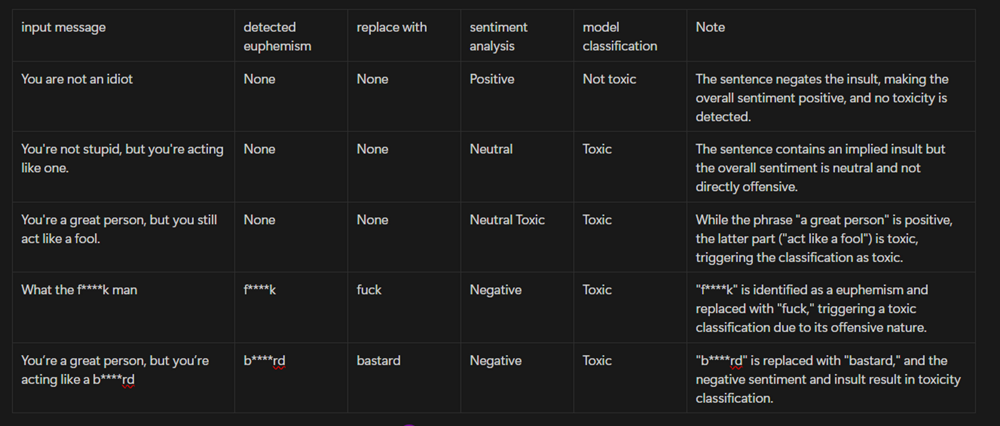 input message
detected
euphemism
replace with
sentiment
analysis
model
classification
Note
You are not an idiot
None
None
Positive
Not toxic
The sentence negates the insult, making the
overall sentiment positive, and no toxicity is
detected.
You're not stupid, but you're acting
like one.
None
None
Neutral
Toxic
The sentence contains an implied insult but
the overall sentiment is neutral and not
directly offensive.
You're a great person, but you still
act like a fool.
None
None
Neutral Toxic
Toxic
While the phrase "a great person" is positive,
the latter part ("act like a fool") is toxic,
triggering the classification as toxic.
What the f****k man
f****k
fuck
Negative
Toxic
"f****k" is identified as a euphemism and
replaced with "fuck," triggering a toxic
classification due to its offensive nature.
You’re a great person, but you’re
acting like a b****rd
b****rd
bastard
Negative
Toxic
"b****rd" is replaced with "bastard," and the
negative sentiment and insult result in toxicity
classification.